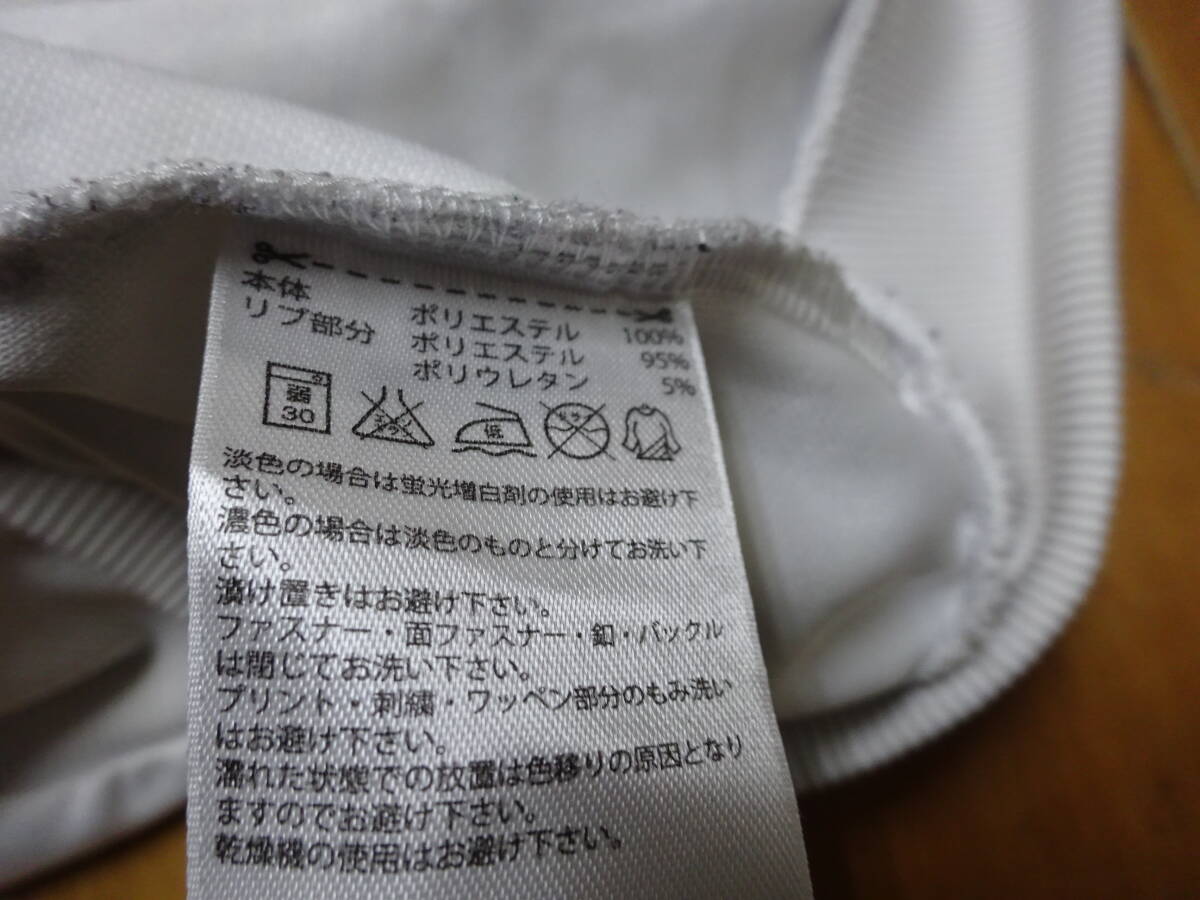 本体 ポリエステル 100%
リブ部分 ポリエステル 95%
ポリウレタン 5%
弱 30 エンソ サラシ 低 ドライ
淡色の場合は蛍光増白剤の使用はお避け下
さい。
濃色の場合は淡色のものと分けてお洗い下
さい。
漬け置きはお避け下さい。
ファスナー・面ファスナー・釦・バックル
は閉じてお洗い下さい。
プリント・刺繍・ワッペン部分のもみ洗い
はお避け下さい。
濡れた状態での放置は色移りの原因となり
ますのでお避け下さい。
乾燥機の使用はお避け下さい。